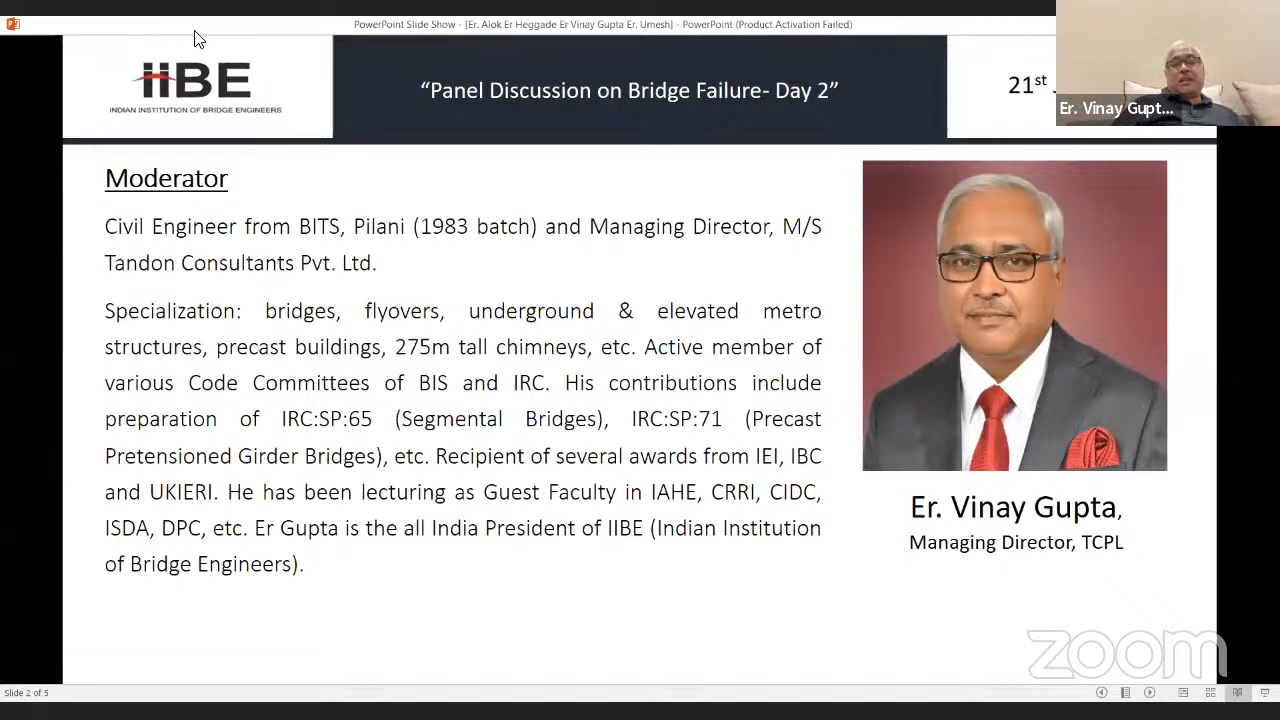 PowerPoint Slide Show - [Er. Alok Er Heggade Er Vinay Gupta Er. Umesh] - PowerPoint (Product Activation Failed)
iiBE
INDIAN INSTITUTION OF BRIDGE ENGINEERS
“Panel Discussion on Bridge Failure- Day 2”
21st
Er. Vinay Gupt...
Moderator
Civil Engineer from BITS, Pilani (1983 batch) and Managing Director, M/S
Tandon Consultants Pvt. Ltd.
Specialization: bridges, flyovers, underground & elevated metro
structures, precast buildings, 275m tall chimneys, etc. Active member of
various Code Committees of BIS and IRC. His contributions include
preparation of IRC:SP:65 (Segmental Bridges), IRC:SP:71 (Precast
Pretensioned Girder Bridges), etc. Recipient of several awards from IEI, IBC
and UKIERI. He has been lecturing as Guest Faculty in IAHE, CRRI, CIDC,
ISDA, DPC, etc. Er Gupta is the all India President of IIBE (Indian Institution
of Bridge Engineers).
Er. Vinay Gupta,
Managing Director, TCPL
zoom
Slide 2 of 5